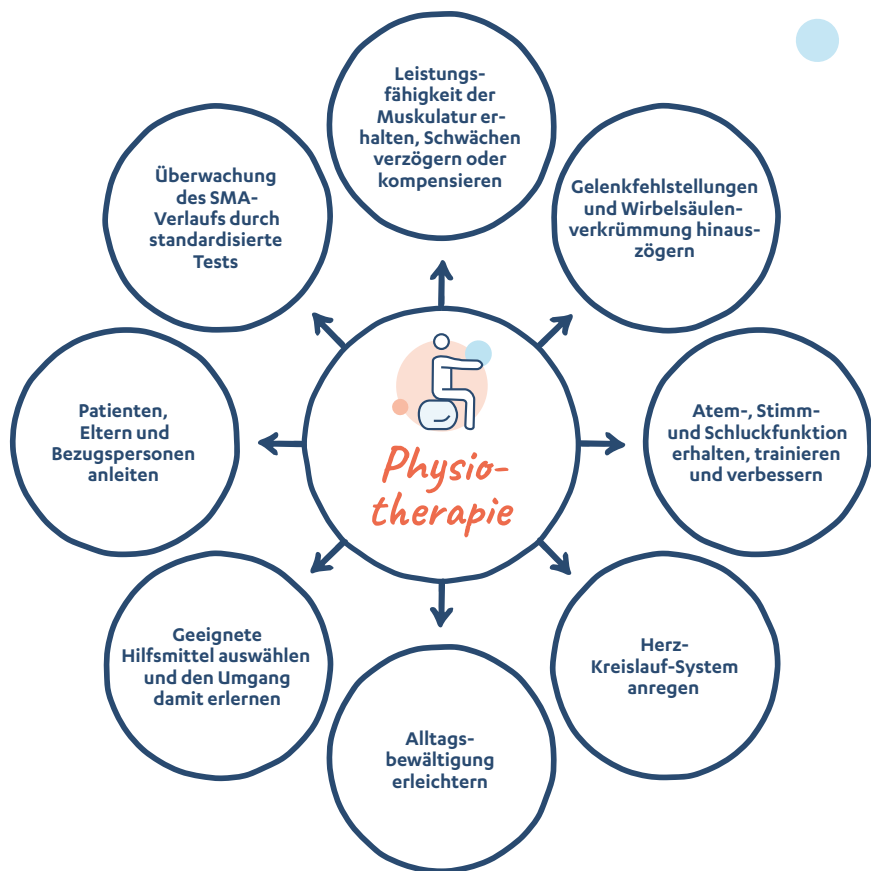 Leistungs-
fähigkeit der
Muskulatur er-
halten, Schwächen
verzögern oder
kompensieren
Gelenkfehlstellungen
und Wirbelsäulen-
verkrümmung hinaus-
zögern
Atem-, Stimm-
und Schluckfunktion
erhalten, trainieren
und verbessern
Herz-
Kreislauf-System
anregen
Alltags-
bewältigung
erleichtern
Geeignete
Hilfsmittel auswählen
und den Umgang
damit erlernen
Patienten,
Eltern und
Bezugspersonen
anleiten
Überwachung
des SMA-
Verlaufs durch
standardisierte
Tests
Physio-
therapie